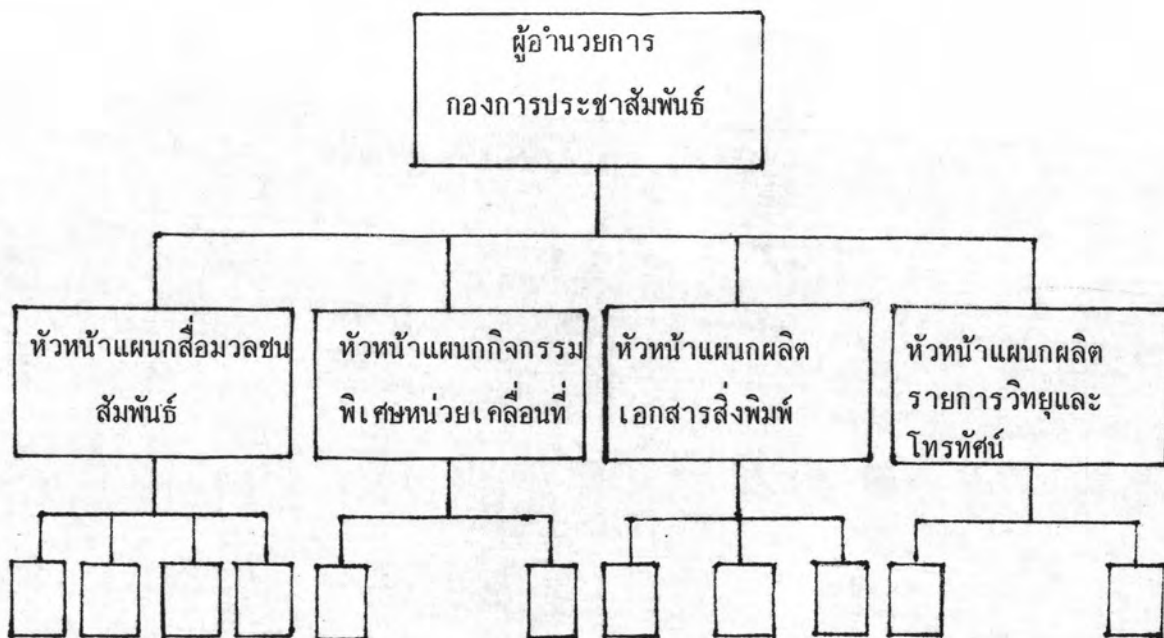 ผู้อำนวยการ
กองการประชาสัมพันธ์
หัวหน้าแผนกสื่อมวลชน
สัมพันธ์
หัวหน้าแผนกกิจกรรม
พิเศษหน่วยเคลื่อนที่
หัวหน้าแผนกผลิต
เอกสารสิ่งพิมพ์
หัวหน้าแผนกผลิต
รายการวิทยุและ
โทรทัศน์